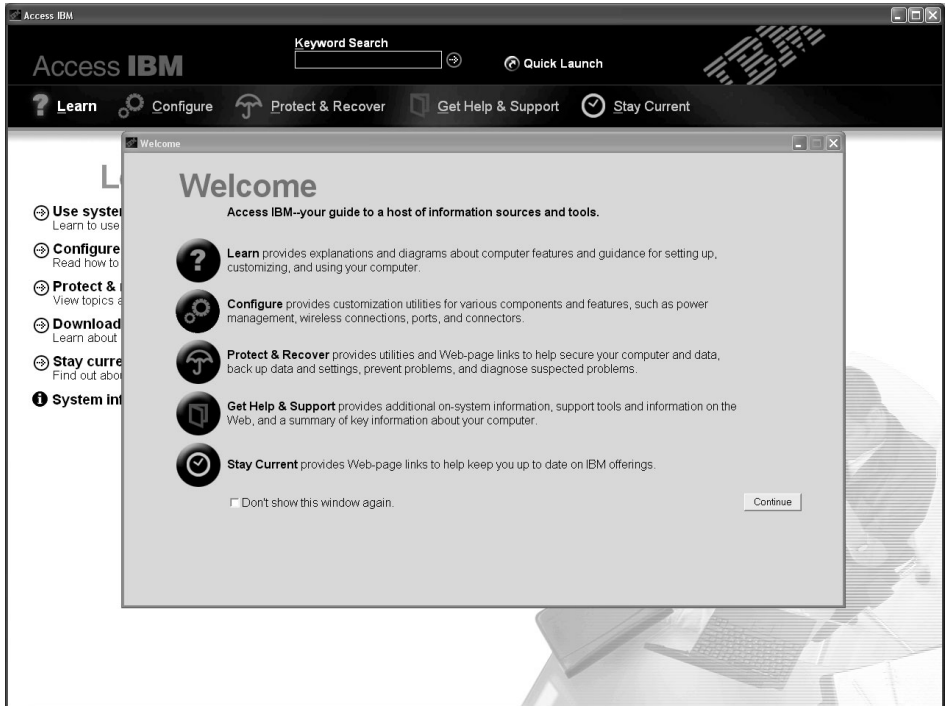 Access IBM
Keyword Search
Access IBM
Quick Launch
IBM
Learn Configure Protect & Recover Get Help & Support Stay Current
Welcome
Welcome
Access IBM--your guide to a host of information sources and tools.
Use
Learn to use
Configure
Read how to
Protect &
View topics
Download
Learn about
Stay
Find out
System
Learn provides explanations and diagrams about computer features and guidance for setting up,
customizing, and using your computer.
Configure provides customization utilities for various components and features, such as power
management, wireless connections, ports, and connectors.
Protect & Recover provides utilities and Web-page links to help secure your computer and data,
back up data and settings, prevent problems, and diagnose suspected problems.
Get Help & Support provides additional on-system information, support tools and information on the
Web, and a summary of key information about your computer.
Stay Current provides Web-page links to help keep you up to date on IBM offerings.
Don't show this window again.
Continue